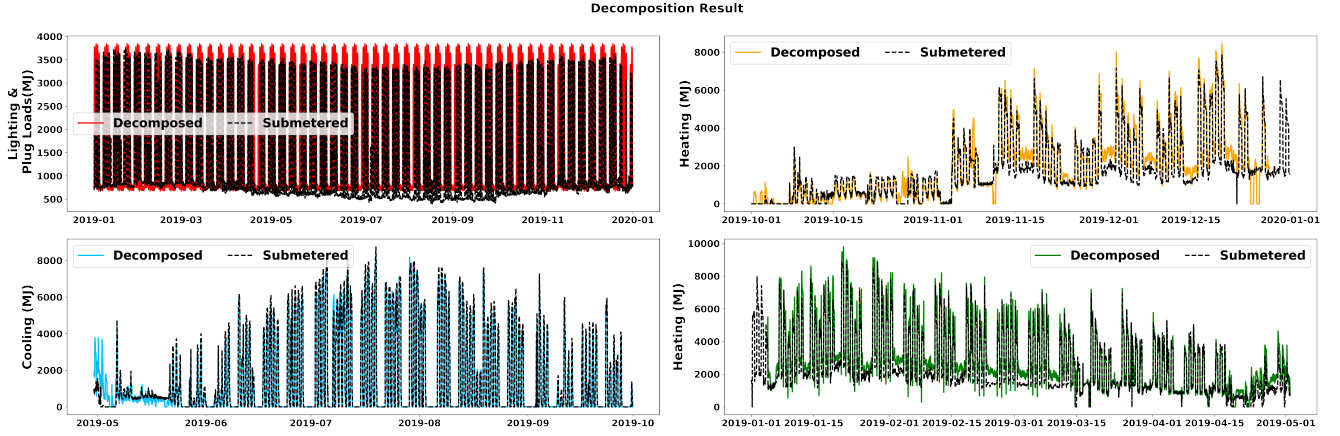 Decomposition Result
Lighting &
Plug Loads(MJ)
4000
3500
3000
2500
2000
1500
1000
500
Decomposed Submetered
2019-01 2019-03 2019-05 2019-07 2019-09 2019-11 2020-01
Heating (MJ)
8000
6000
4000
2000
0
Decomposed Submetered
2019-10-01 2019-10-15 2019-11-01 2019-11-15 2019-12-01 2019-12-15 2020-01-01
Cooling (MJ)
8000
6000
4000
2000
0
Decomposed Submetered
2019-05 2019-06 2019-07 2019-08 2019-09 2019-10
Heating (MJ)
10000
8000
6000
4000
2000
0
Decomposed Submetered
2019-01-01 2019-01-15 2019-02-01 2019-02-15 2019-03-01 2019-03-15 2019-04-01 2019-04-15 2019-05-01